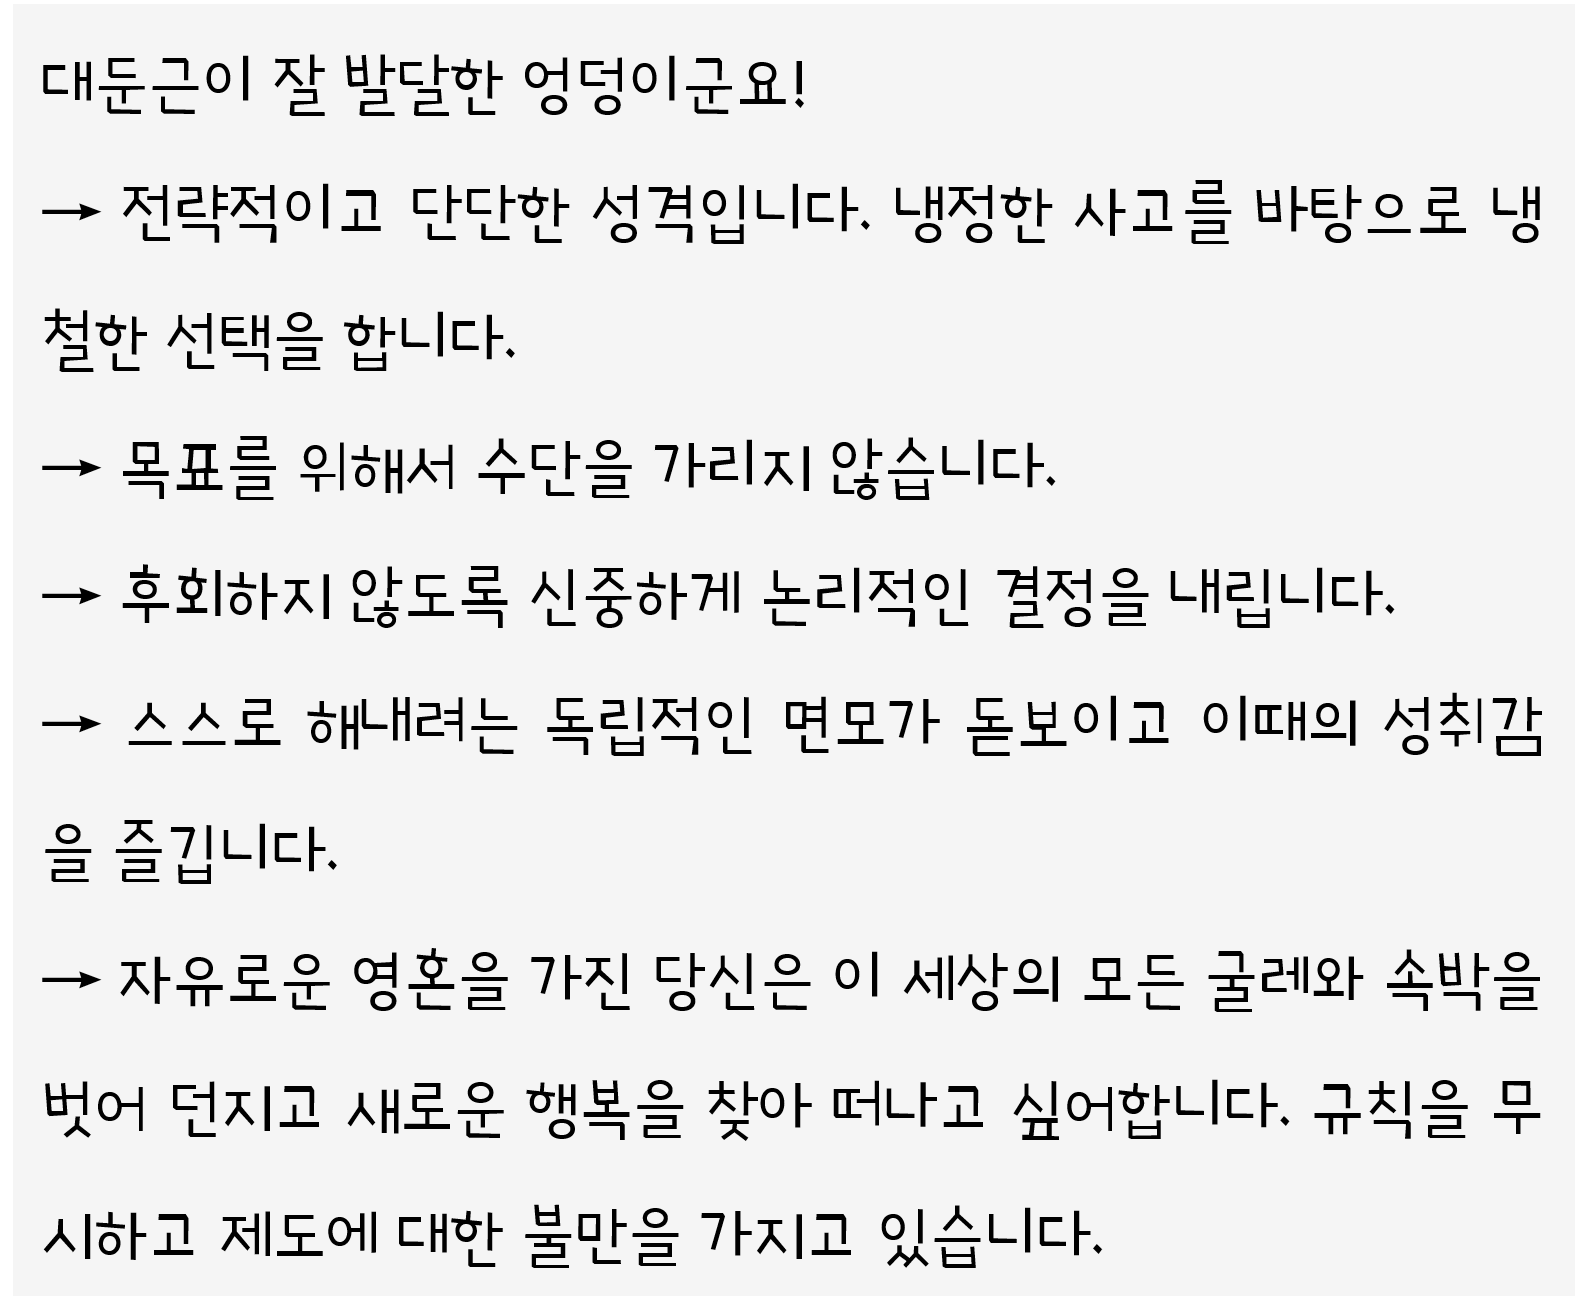 대둔근이 잘 발달한 엉덩이군요!
→ 전략적이고 단단한 성격입니다. 냉정한 사고를 바탕으로 냉
철한 선택을 합니다.
→ 목표를 위해서 수단을 가리지 않습니다.
→ 후회하지 않도록 신중하게 논리적인 결정을 내립니다.
→ 스스로 해내려는 독립적인 면모가 돋보이고 이때의 성취감
을 즐깁니다.
→ 자유로운 영혼을 가진 당신은 이 세상의 모든 굴레와 속박을
벗어 던지고 새로운 행복을 찾아 떠나고 싶어합니다. 규칙을 무
시하고 제도에 대한 불만을 가지고 있습니다.